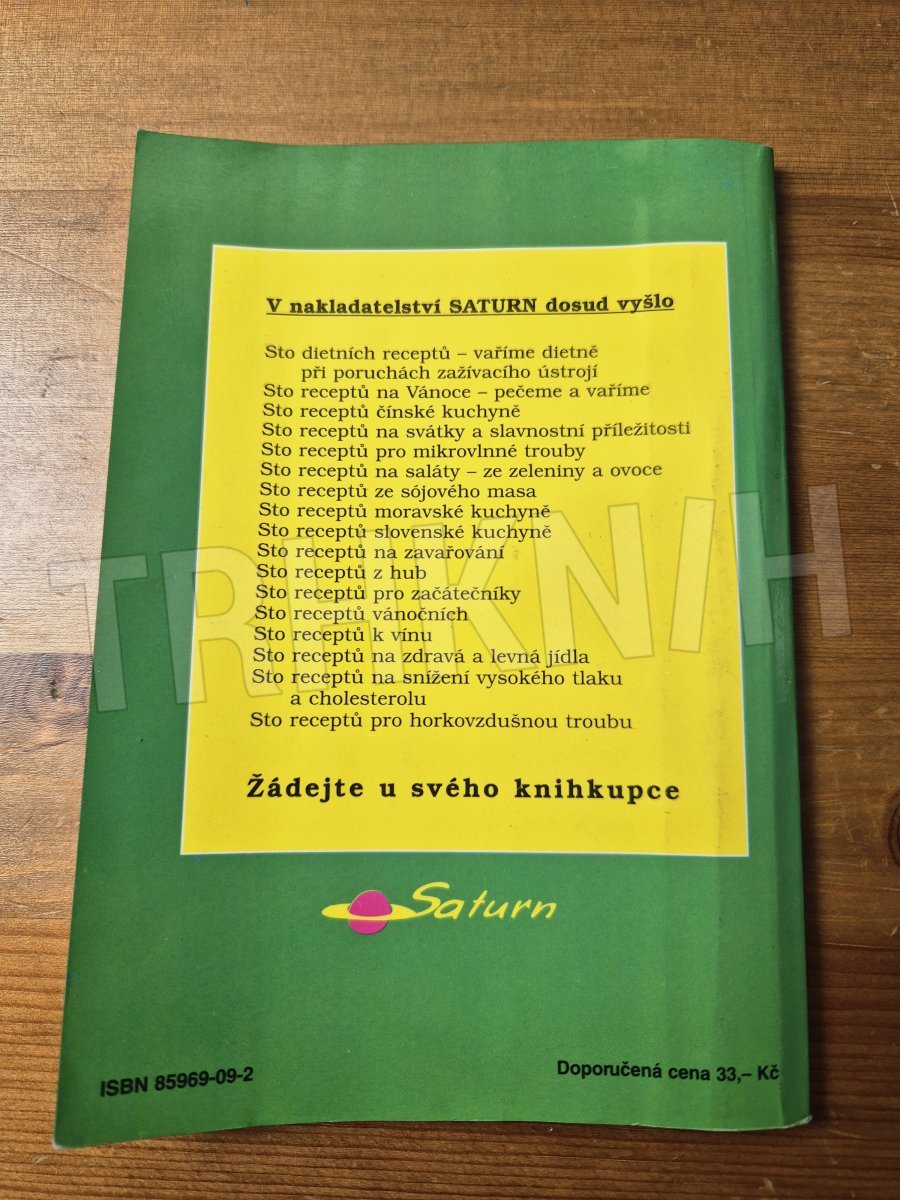 V nakladatelství SATURN dosud vyšlo
Sto dietních receptů – vaříme dietně
při poruchách zažívacího ústrojí
Sto receptů na Vánoce – pečeme a vaříme
Sto receptů čínské kuchyně
Sto receptů na svátky a slavnostní příležitosti
Sto receptů pro mikrovlnné trouby
Sto receptů na saláty – ze zeleniny a ovoce
Sto receptů ze sójového masa
Sto receptů moravské kuchyně
Sto receptů slovenské kuchyně
Sto receptů na zavařování
Sto receptů z hub
Sto receptů pro začátečníky
Sto receptů vánočních
Sto receptů k vínu
Sto receptů na zdravá a levná jídla
Sto receptů na snížení vysokého tlaku
a cholesterolu
Sto receptů pro horkovzdušnou troubu
Žádejte u svého knihkupce
Saturn
ISBN 85969-09-2
Doporučená cena 33,– Kč
TRHKNIH